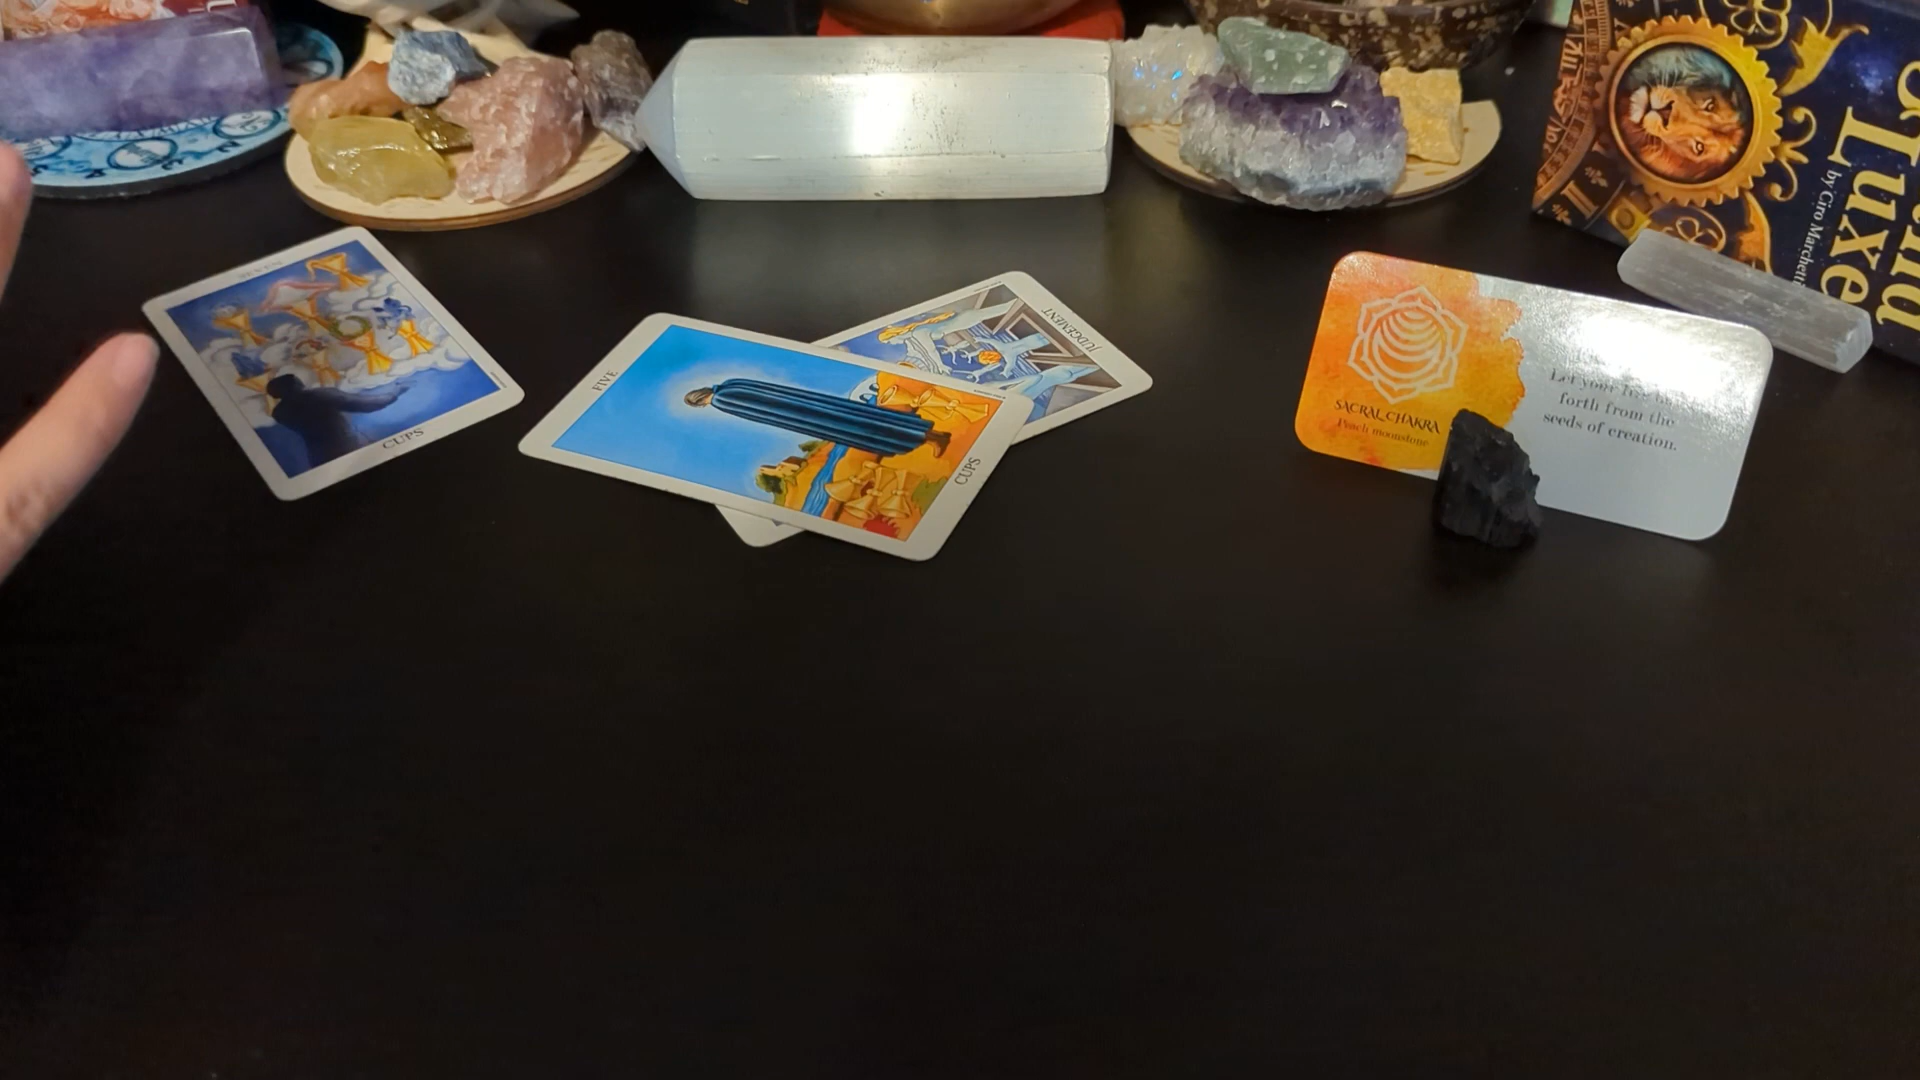 SEVEN
CUPS
FIVE
CUPS
JUDGEMENT
SACRAL CHAKRA
Peach moonstone
Let your
forth from the
seeds of creation.
Luxe
by Ciro Marchetti